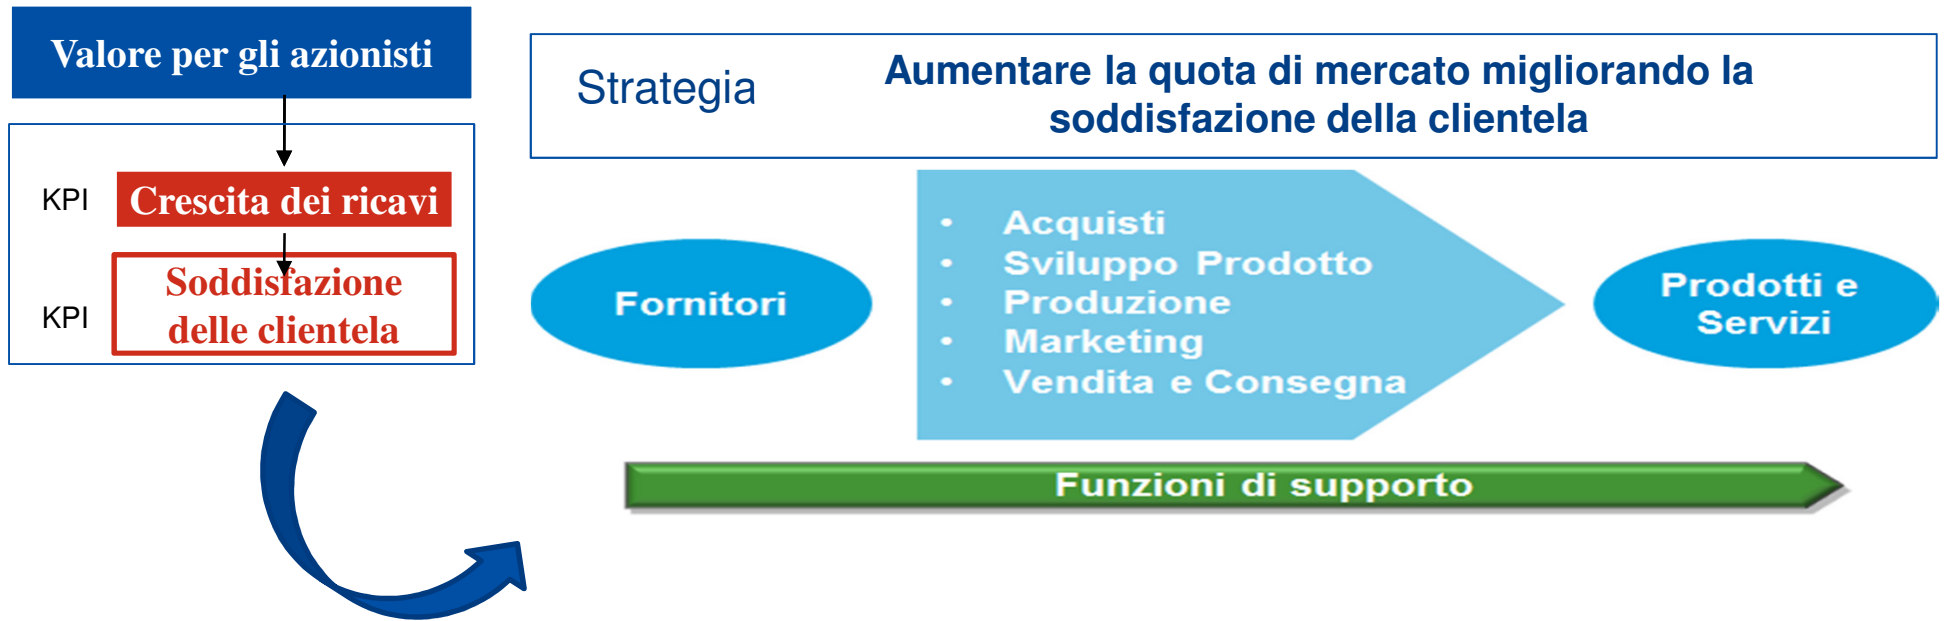 Valore per gli azionisti
KPI
Crescita dei ricavi
KPI
Soddisfazione
delle clientela
Strategia
Aumentare la quota di mercato migliorando la
soddisfazione della clientela
Fornitori
• Acquisti
• Sviluppo Prodotto
• Produzione
• Marketing
• Vendita e Consegna
Prodotti e
Servizi
Funzioni di supporto